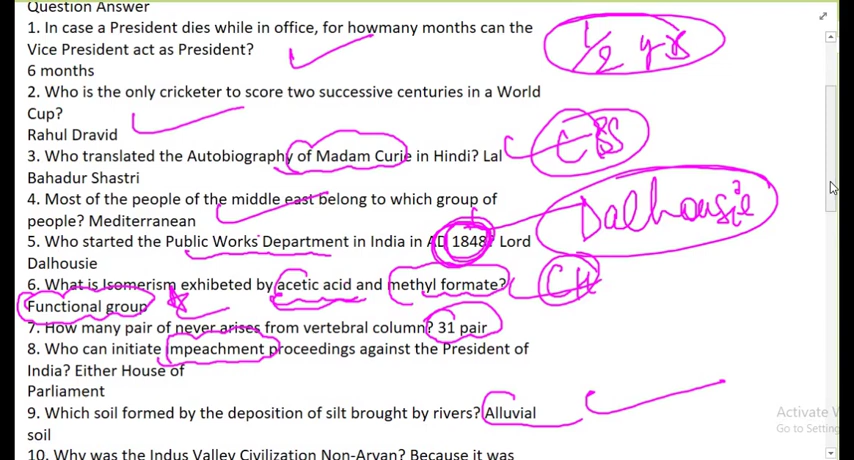 Question Answer
1. In case a President dies while in office, for howmany months can the
Vice President act as President?
6 months
1/2 yrs
2. Who is the only cricketer to score two successive centuries in a World
Cup?
Rahul Dravid
3. Who translated the Autobiography of Madam Curie in Hindi? Lal
Bahadur Shastri
4. Most of the people of the middle east belong to which group of
people? Mediterranean
Dalhousie
5. Who started the Public Works Department in India in AD 1848? Lord
Dalhousie
6. What is Isomerism exhibeted by acetic acid and methyl formate?
Functional group
7. How many pair of never arises from vertebral column? 31 pair
8. Who can initiate impeachment proceedings against the President of
India? Either House of
Parliament
9. Which soil formed by the deposition of silt brought by rivers? Alluvial
soil
Activate
Go to Setting
10. Why was the Indus Valley Civilization Non-Aryan? Because it was